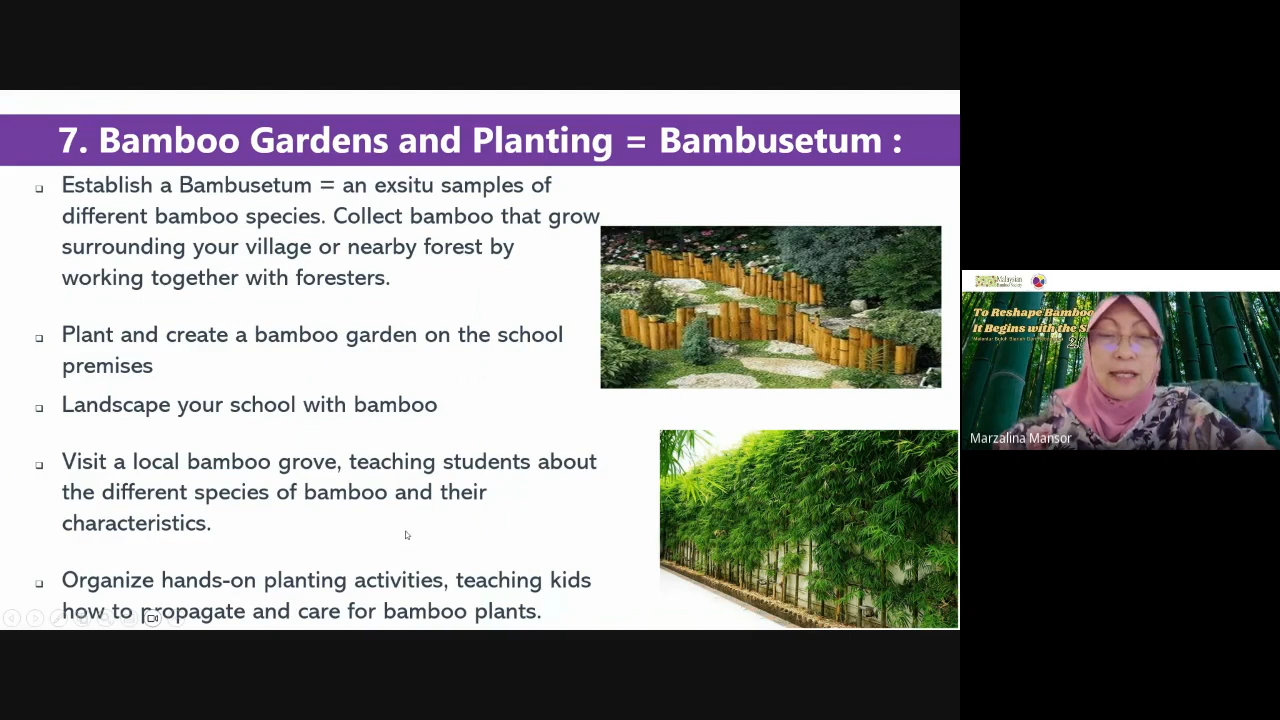 7. Bamboo Gardens and Planting = Bambusetum :
Establish a Bambusetum = an exsitu samples of
different bamboo species. Collect bamboo that grow
surrounding your village or nearby forest by
working together with foresters.
Plant and create a bamboo garden on the school
premises
Landscape your school with bamboo
Visit a local bamboo grove, teaching students about
the different species of bamboo and their
characteristics.
Organize hands-on planting activities, teaching kids
how to propagate and care for bamboo plants.
Malaysian
Bamboo Society
To Reshape Bamboo
It Begins with the S
Marzalina Mansor